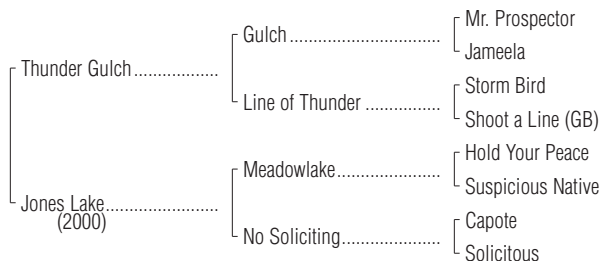 Mr. Prospector
Gulch
Jameela
Thunder Gulch
Storm Bird
Line of Thunder
Shoot a Line (GB)
Hold Your Peace
Meadowlake
Suspicious Native
Jones Lake
(2000)
Capote
No Soliciting
Solicitous